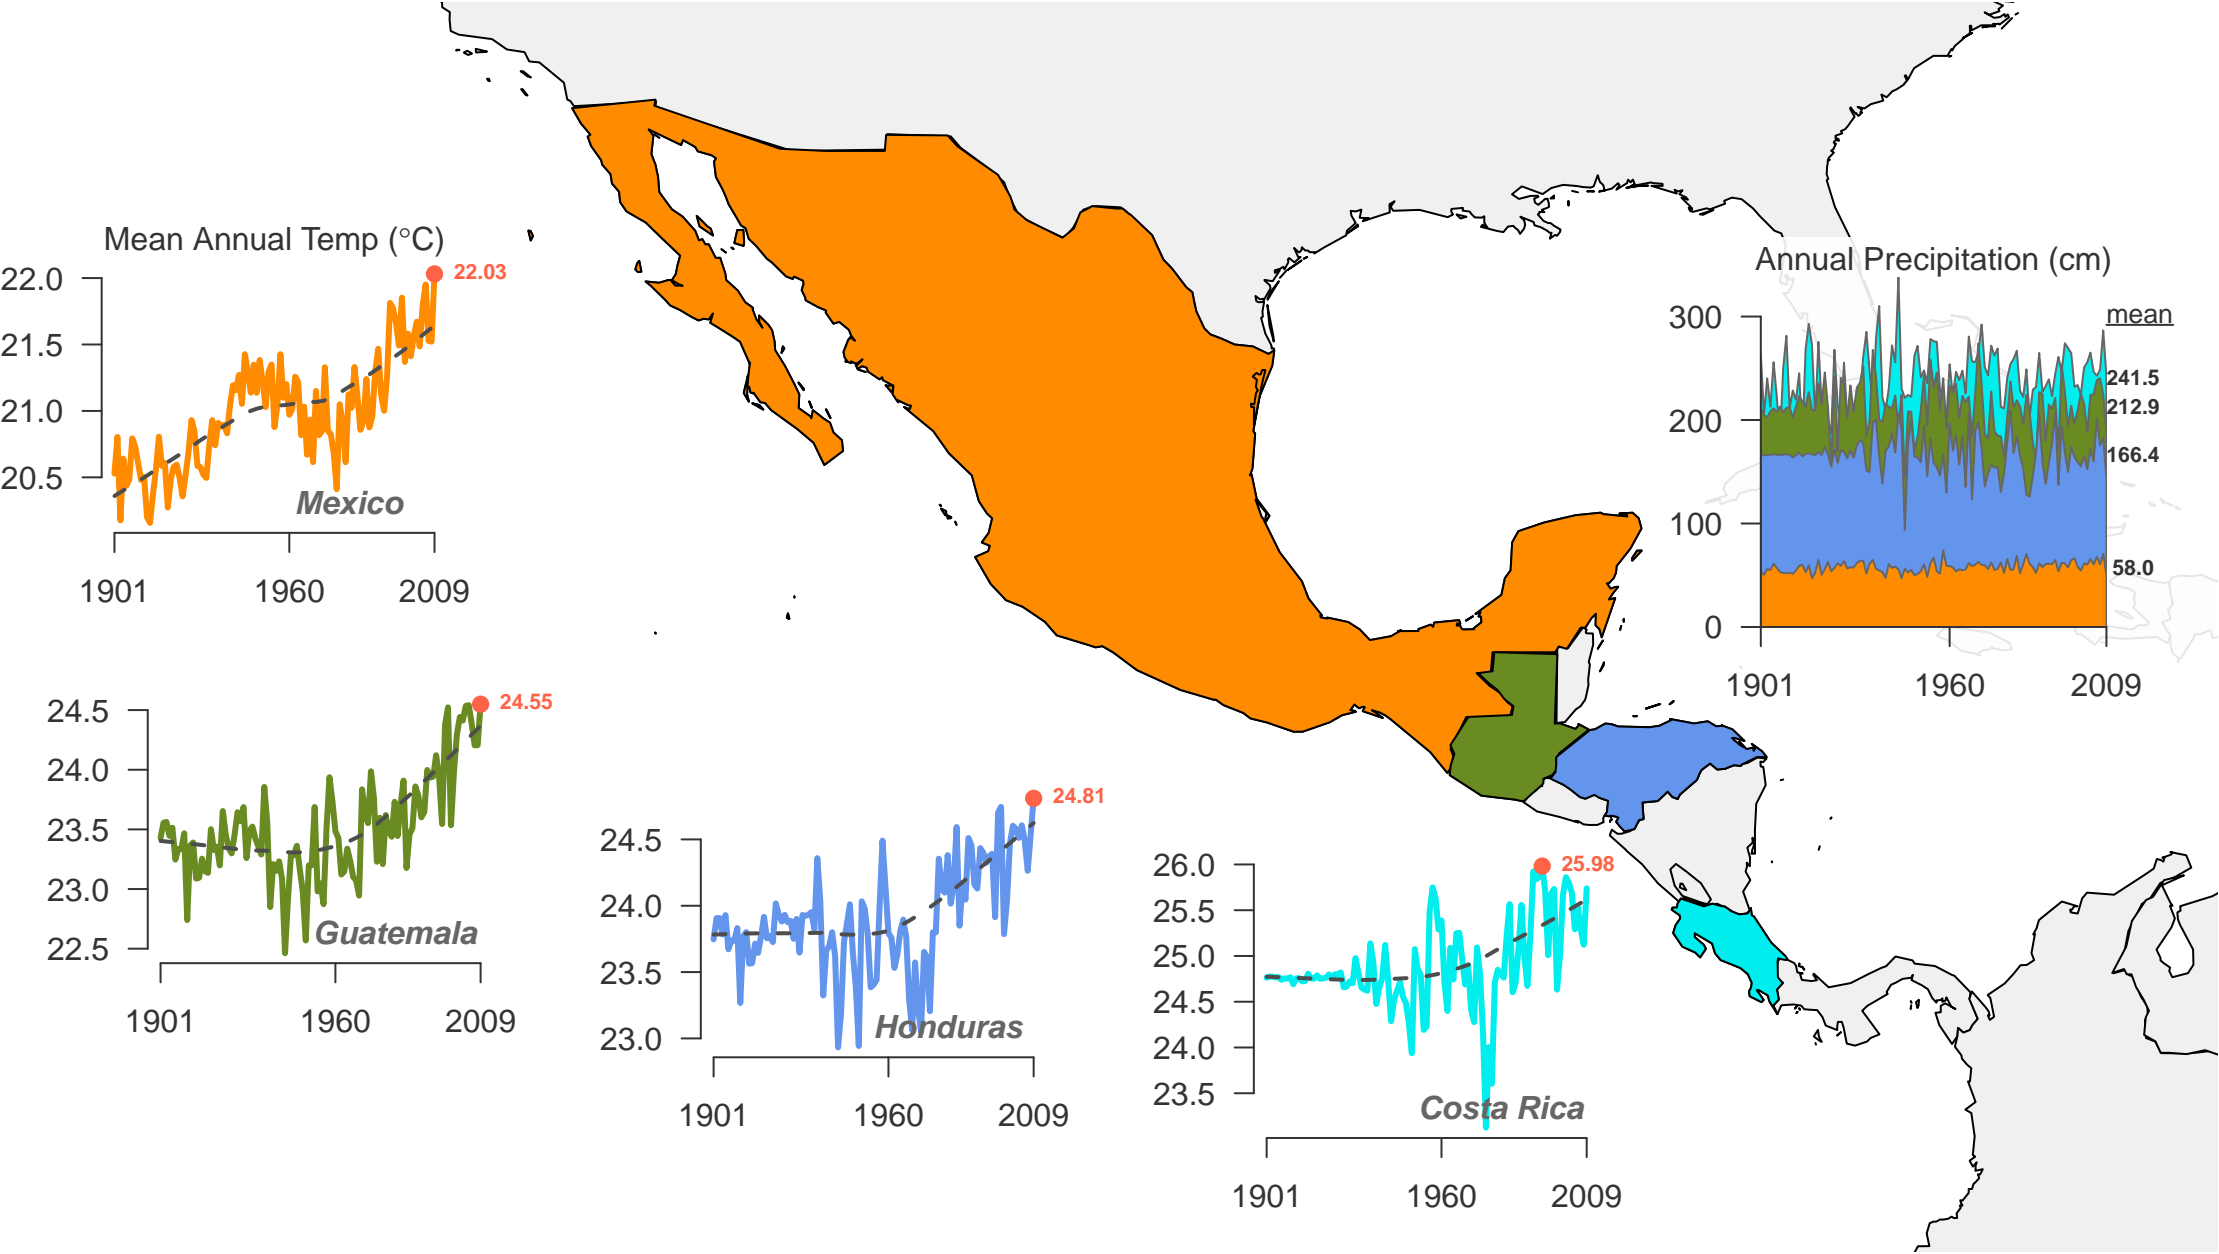 Mean Annual Temp (°C)
22.0
21.5
21.0
20.5
22.03
Mexico
1901 1960 2009
Annual Precipitation (cm)
300
200
100
0
mean
241.5
212.9
166.4
58.0
1901 1960 2009
24.5
24.0
23.5
23.0
22.5
24.55
Guatemala
1901 1960 2009
24.5
24.0
23.5
23.0
24.81
Honduras
1901 1960 2009
26.0
25.5
25.0
24.5
24.0
23.5
25.98
Costa Rica
1901 1960 2009